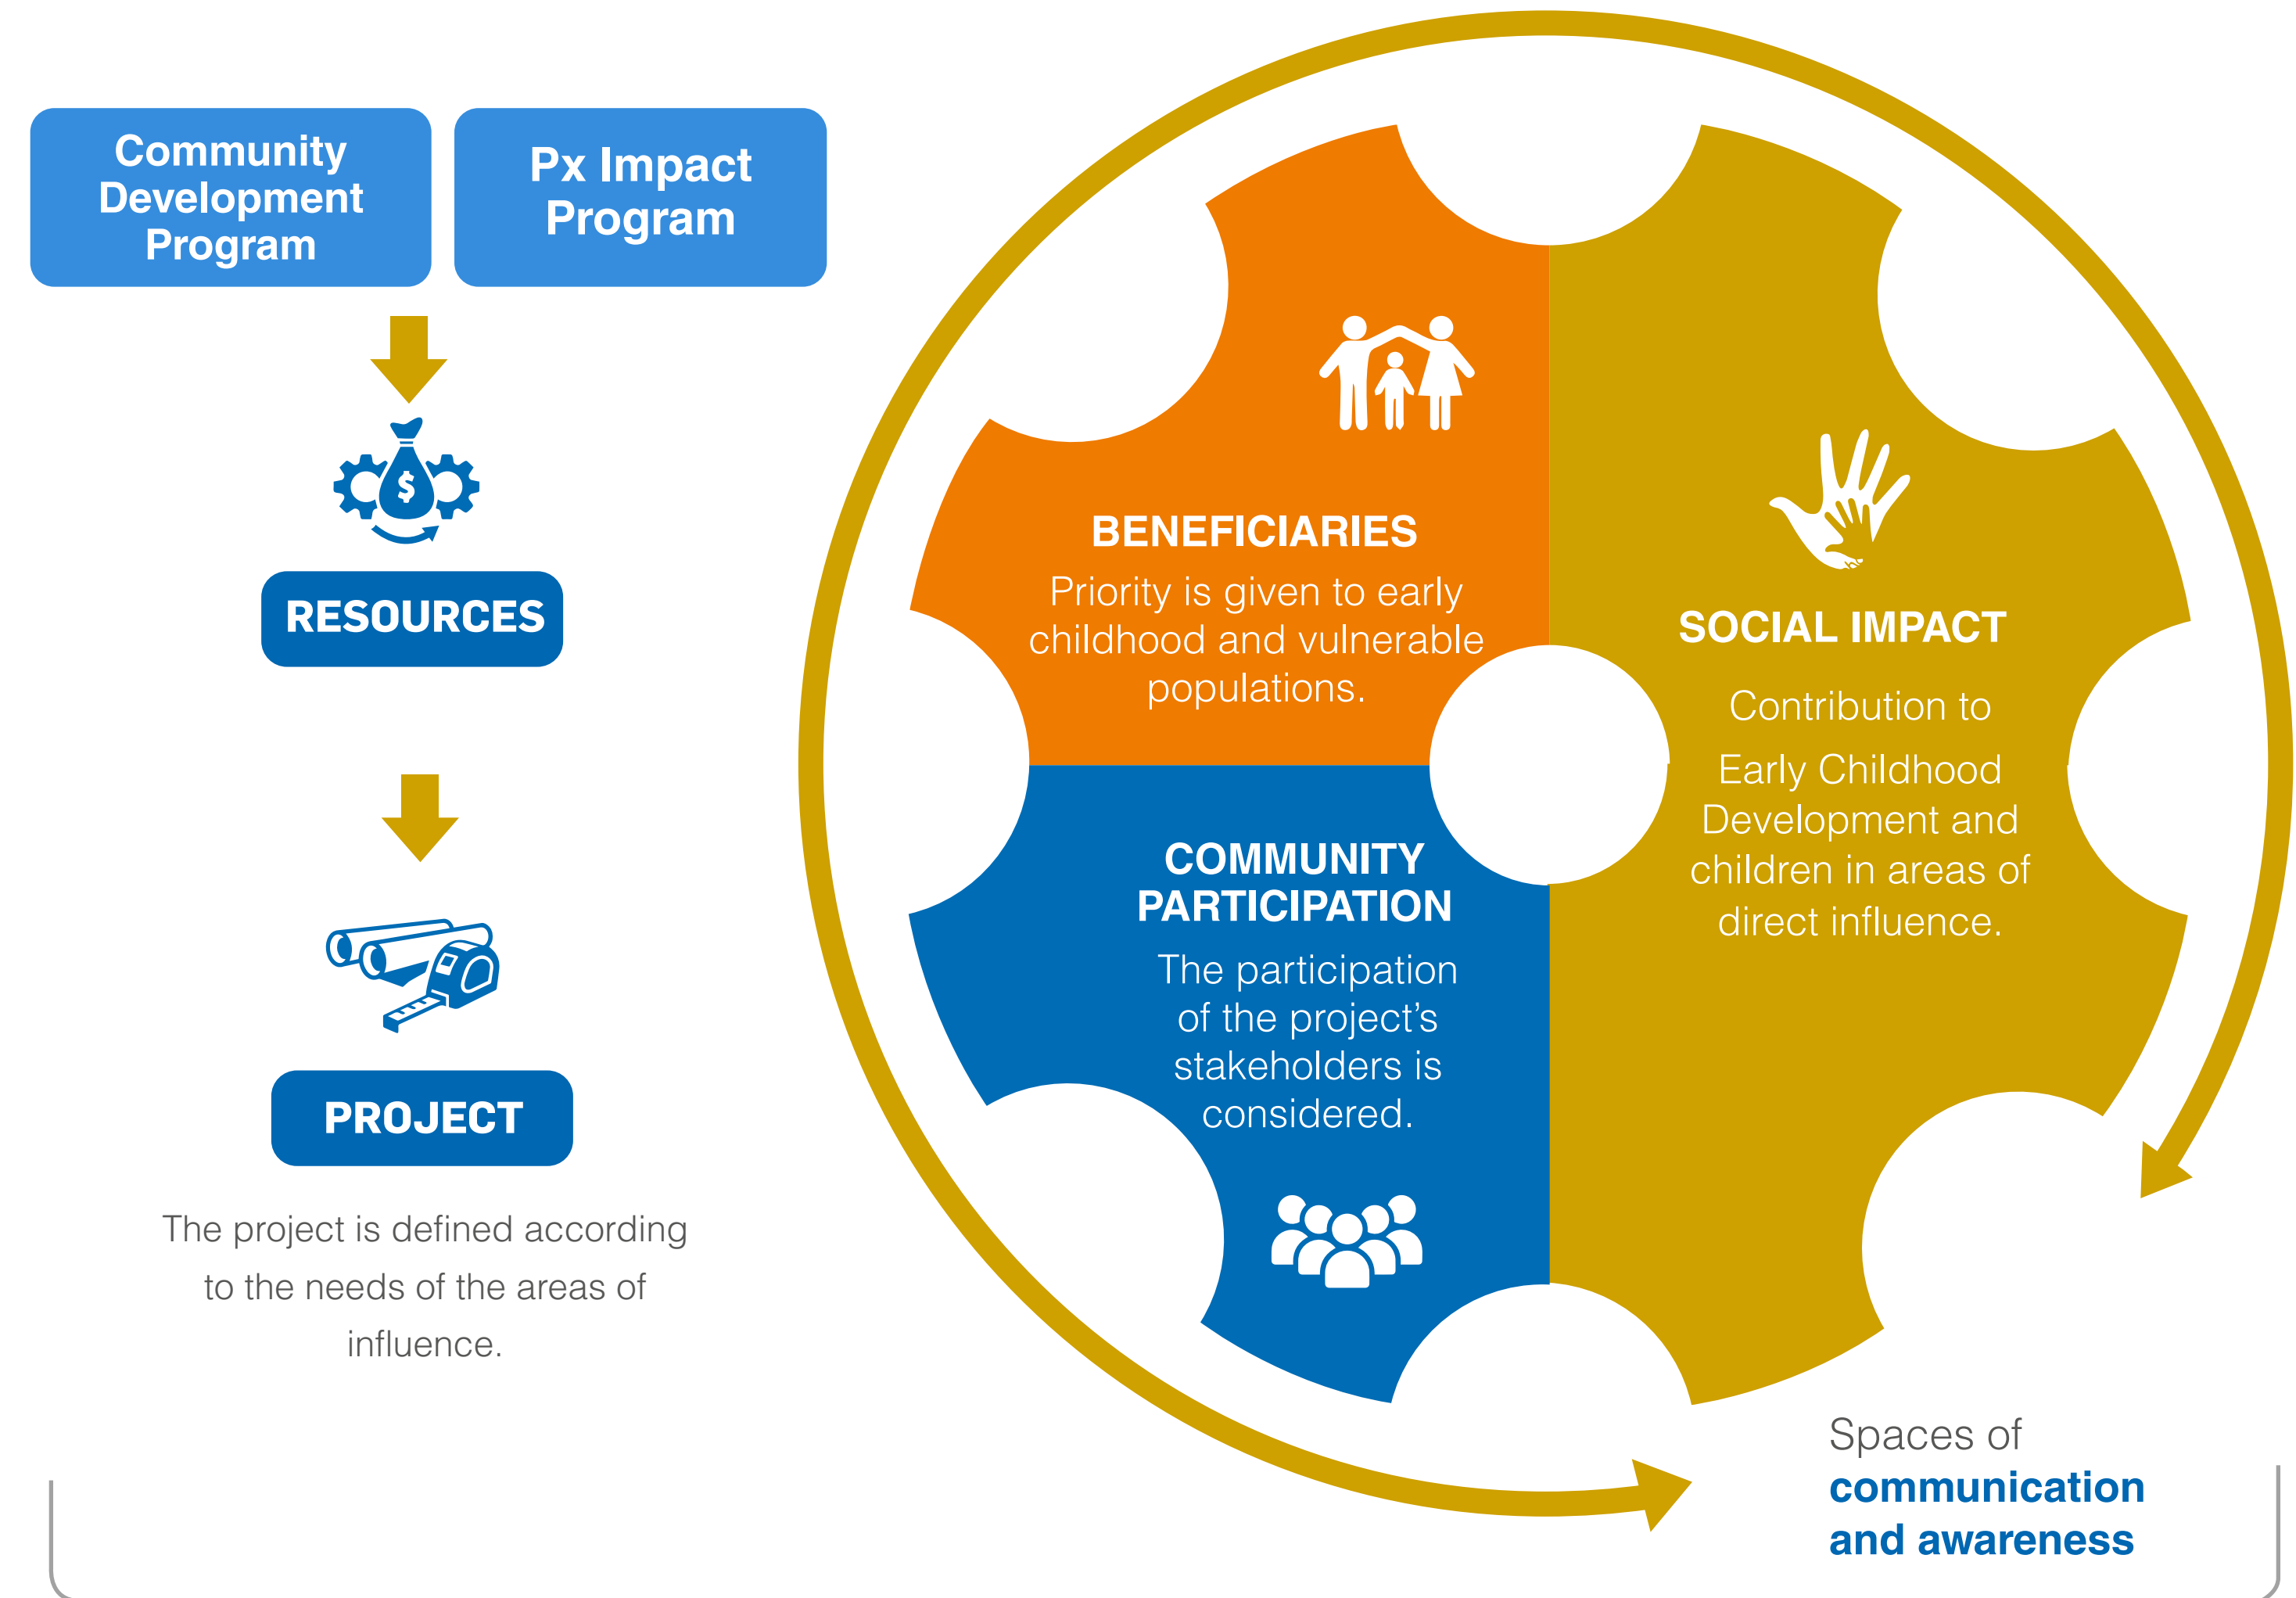 Community
Development
Program
Px Impact
Program
$
RESOURCES
PROJECT
The project is defined according
to the needs of the areas of
influence.
BENEFICIARIES
Priority is given to early
childhood and vulnerable
populations.
COMMUNITY
PARTICIPATION
The participation
of the project’s
stakeholders is
considered.
SOCIAL IMPACT
Contribution to
Early Childhood
Development and
children in areas of
direct influence.
Spaces of
communication
and awareness